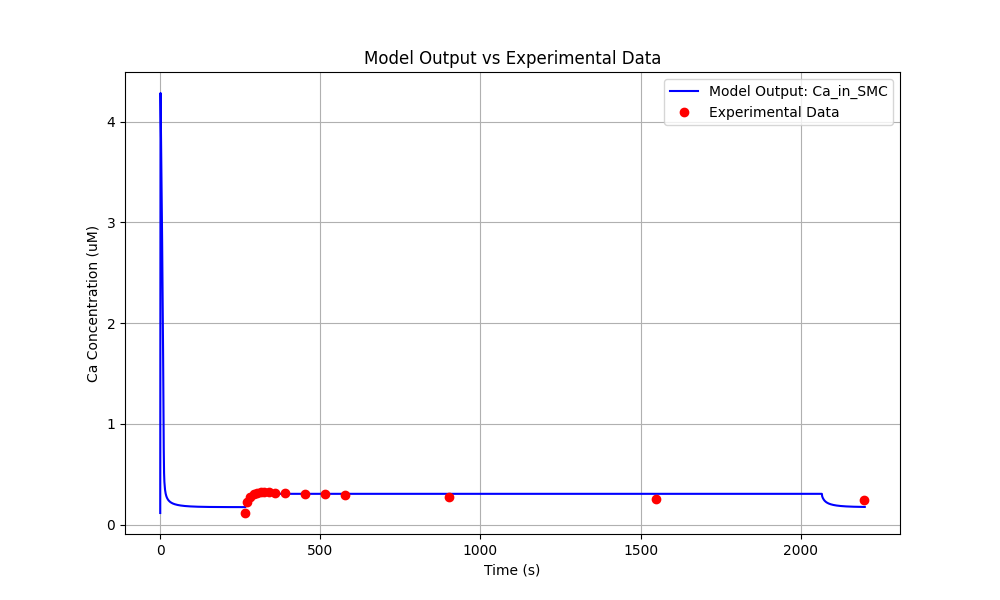 Model Output vs Experimental Data
Model Output: Ca_in_SMC
Experimental Data
Ca Concentration (uM)
4
3
2
1
0
0 500 1000 1500 2000
Time (s)